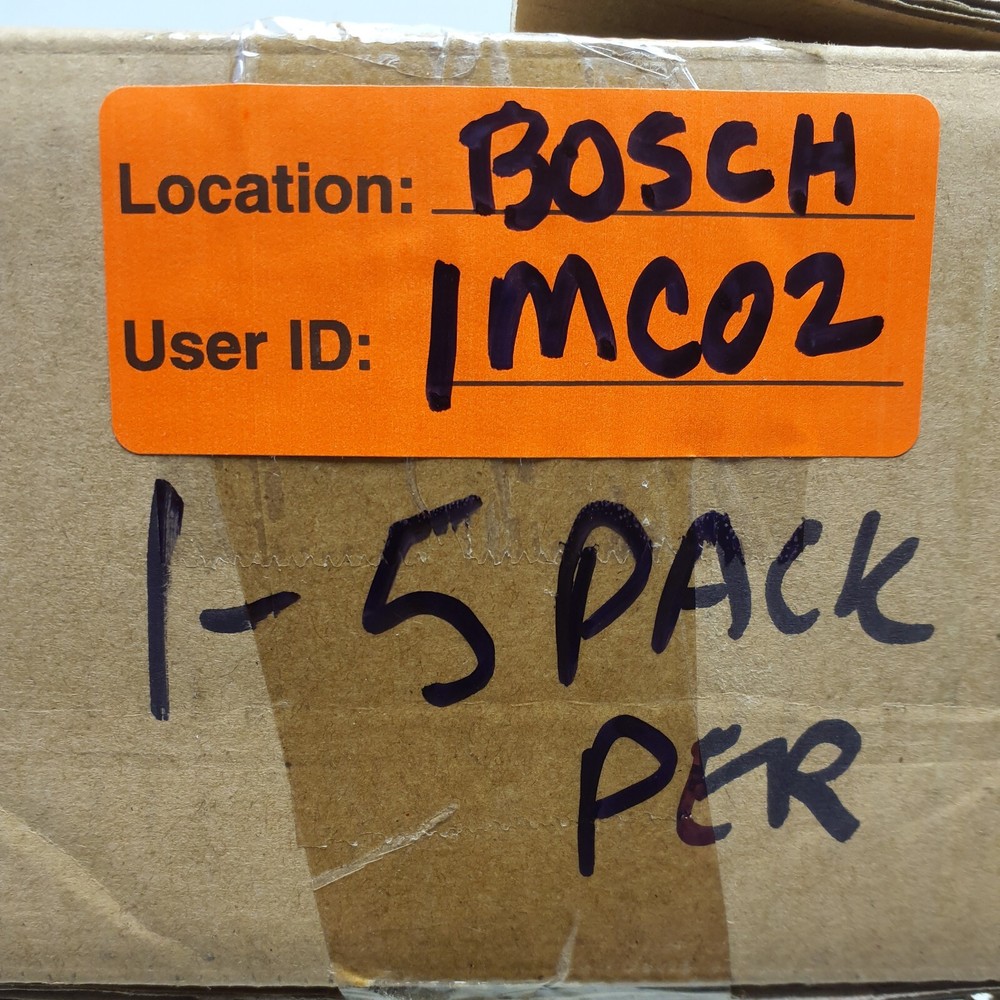 Location: BOSCH
User ID: 1MC02
1-5 PACK
PER